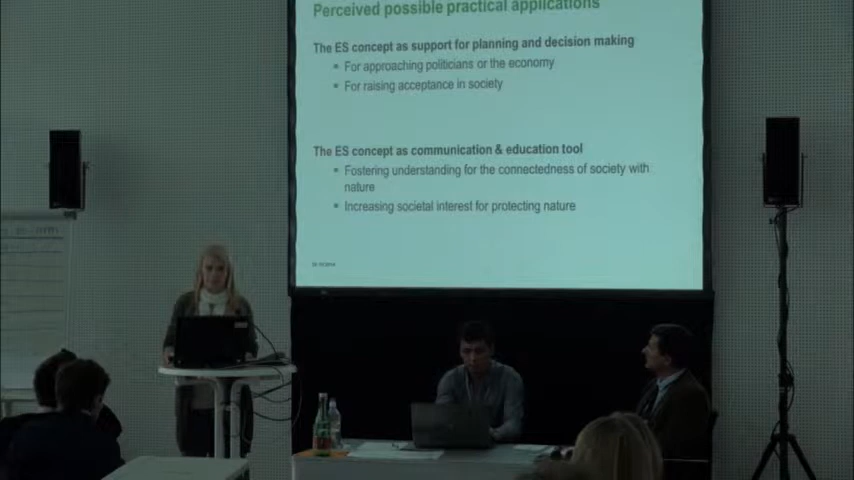 Perceived possible practical applications
The ES concept as support for planning and decision making
▪ For approaching politicians or the economy
▪ For raising acceptance in society
The ES concept as communication & education tool
▪ Fostering understanding for the connectedness of society with
nature
▪ Increasing societal interest for protecting nature